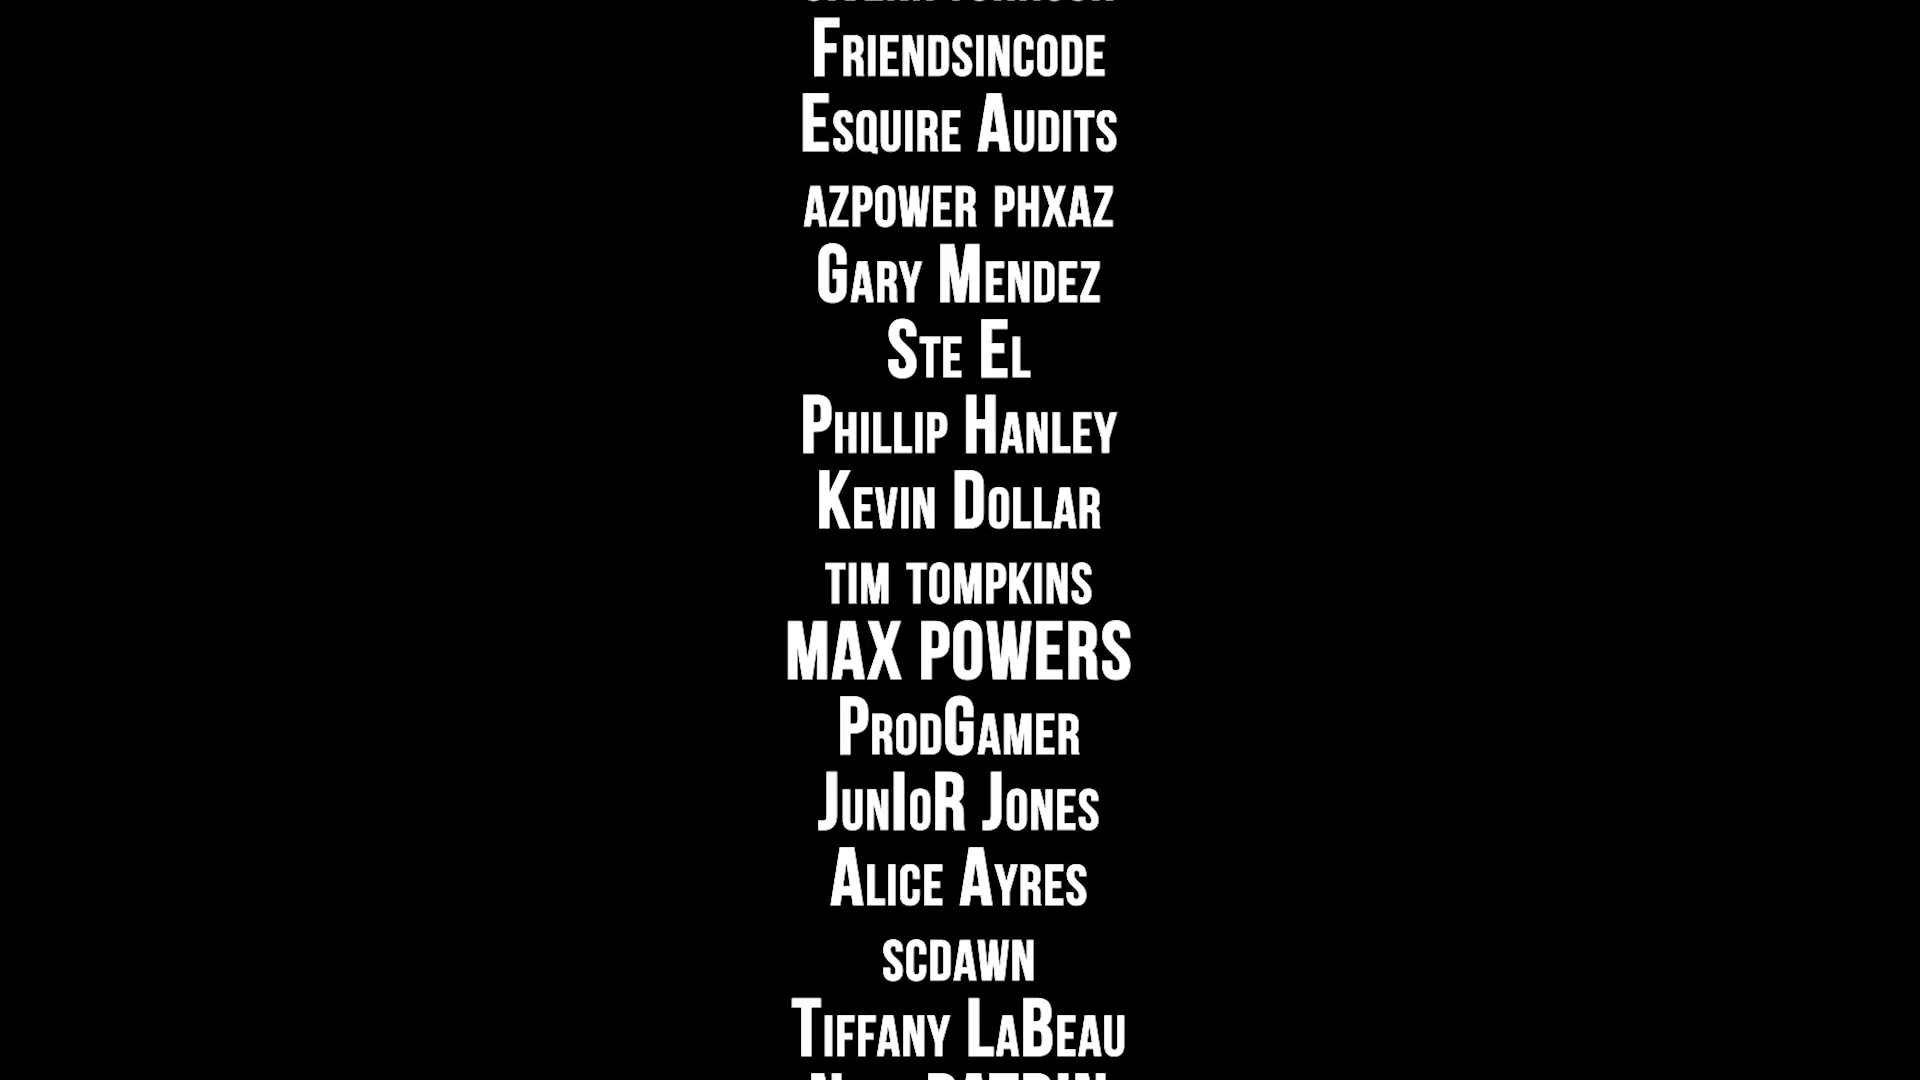 Friendsincode
Esquire Audits
azpower phxaz
Gary Mendez
Ste El
Phillip Hanley
Kevin Dollar
tim tompkins
MAX POWERS
ProdGamer
JunIoR Jones
Alice Ayres
scdawn
Tiffany LaBeau